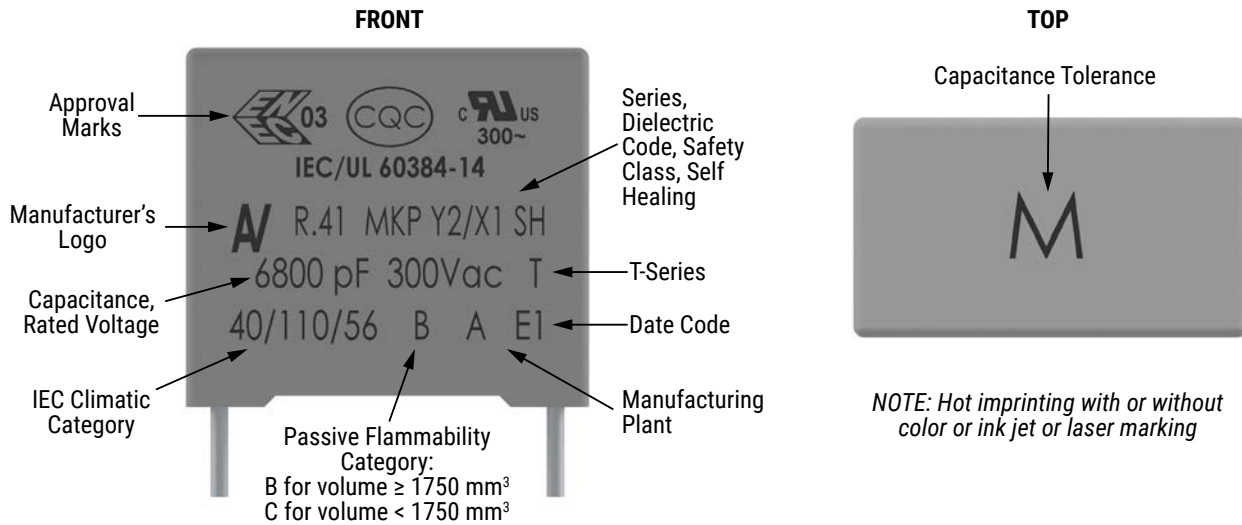 FRONT
Approval
Marks
EN
EC
03
CQC
C
RU
US
300~
IEC/UL 60384-14
Series,
Dielectric
Code, Safety
Class, Self
Healing
Manufacturer's
Logo
R.41 MKP Y2/X1 SH
Capacitance,
Rated Voltage
6800 pF 300Vac T
T-Series
40/110/56 B A E1
Date Code
IEC Climatic
Category
Passive Flammability
Category:
B for volume ≥ 1750 mm³
C for volume < 1750 mm³
Manufacturing
Plant
TOP
Capacitance Tolerance
M
NOTE: Hot imprinting with or without
color or ink jet or laser marking